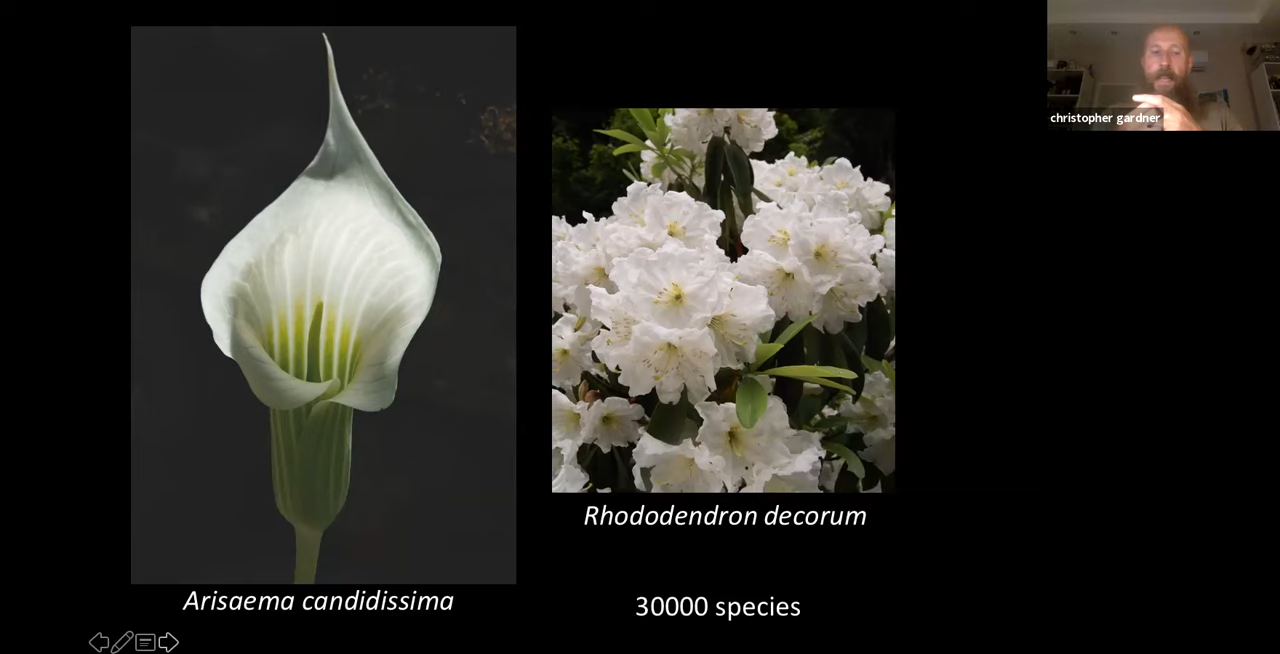 christopher gardner
Rhododendron decorum
Arisaema candidissima
30000 species